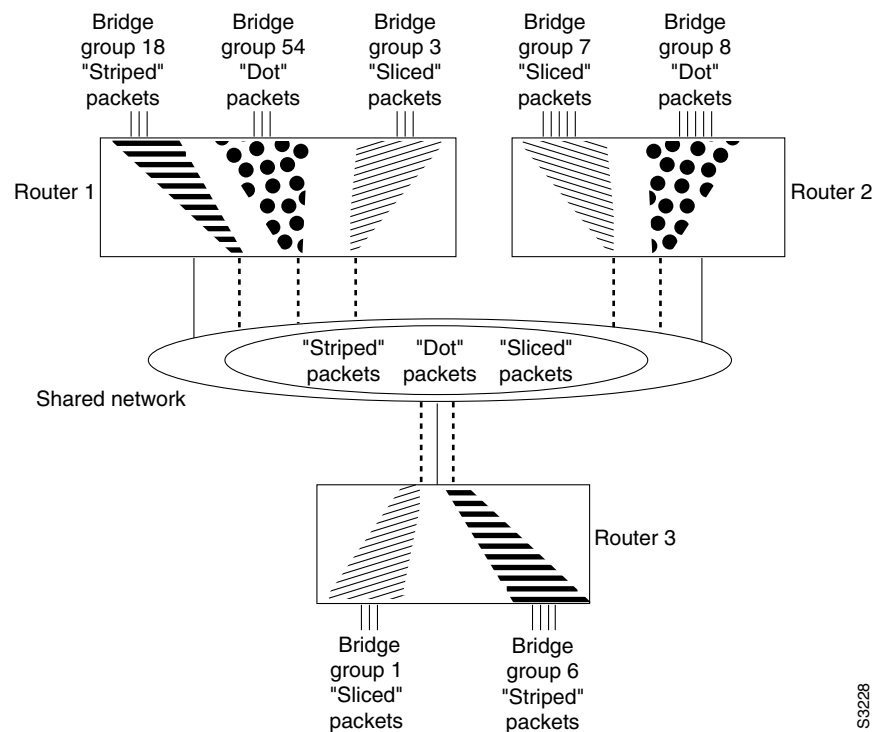 Bridge
group 18
"Striped"
packets
Bridge
group 54
"Dot"
packets
Bridge
group 3
"Sliced"
packets
Bridge
group 7
"Sliced"
packets
Bridge
group 8
"Dot"
packets
Router 1
Router 2
"Striped"
packets
"Dot"
packets
"Sliced"
packets
Shared network
Router 3
Bridge
group 1
"Sliced"
packets
Bridge
group 6
"Striped"
packets
S3228